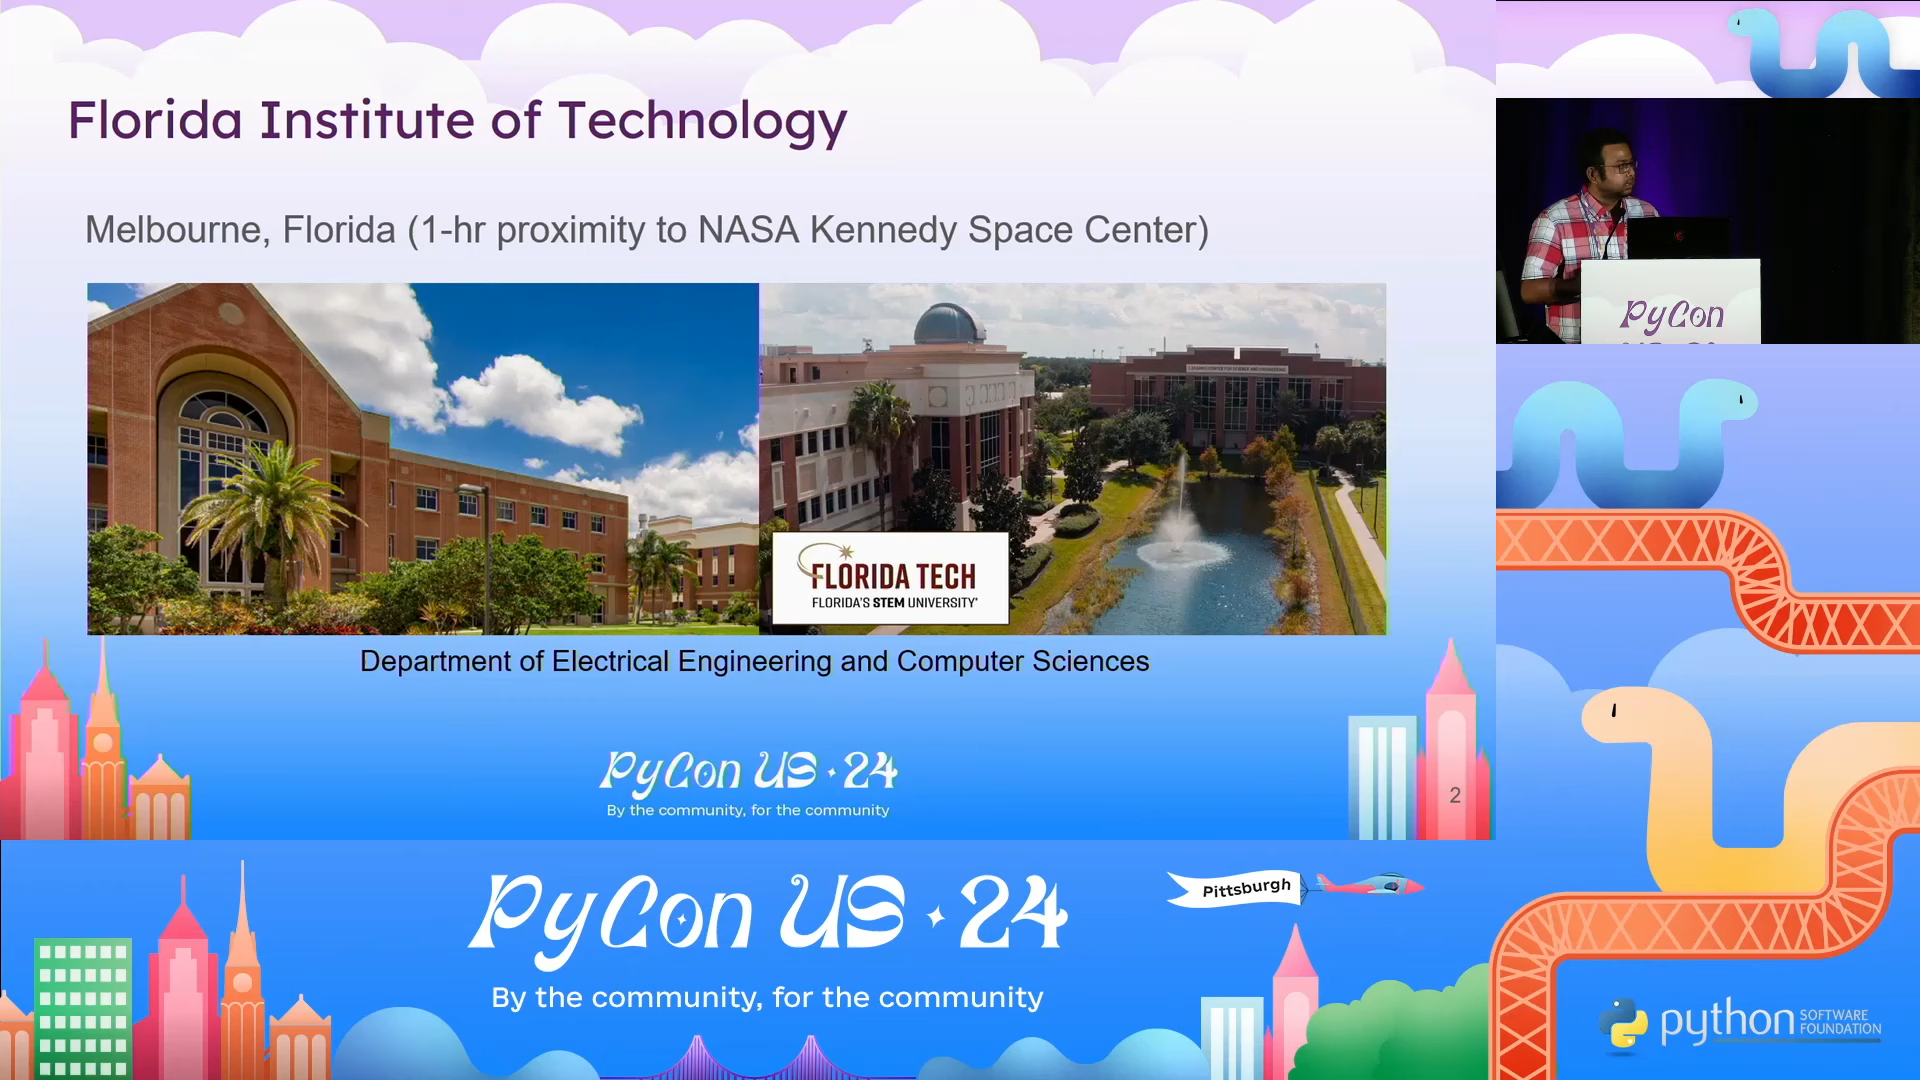 Florida Institute of Technology
Melbourne, Florida (1-hr proximity to NASA Kennedy Space Center)
FLORIDA TECH
FLORIDA'S STEM UNIVERSITY
Department of Electrical Engineering and Computer Sciences
PyCon US 24
By the community, for the community
2
PyCon
PyCon US 24
By the community, for the community
Pittsburgh
python
SOFTWARE
FOUNDATION